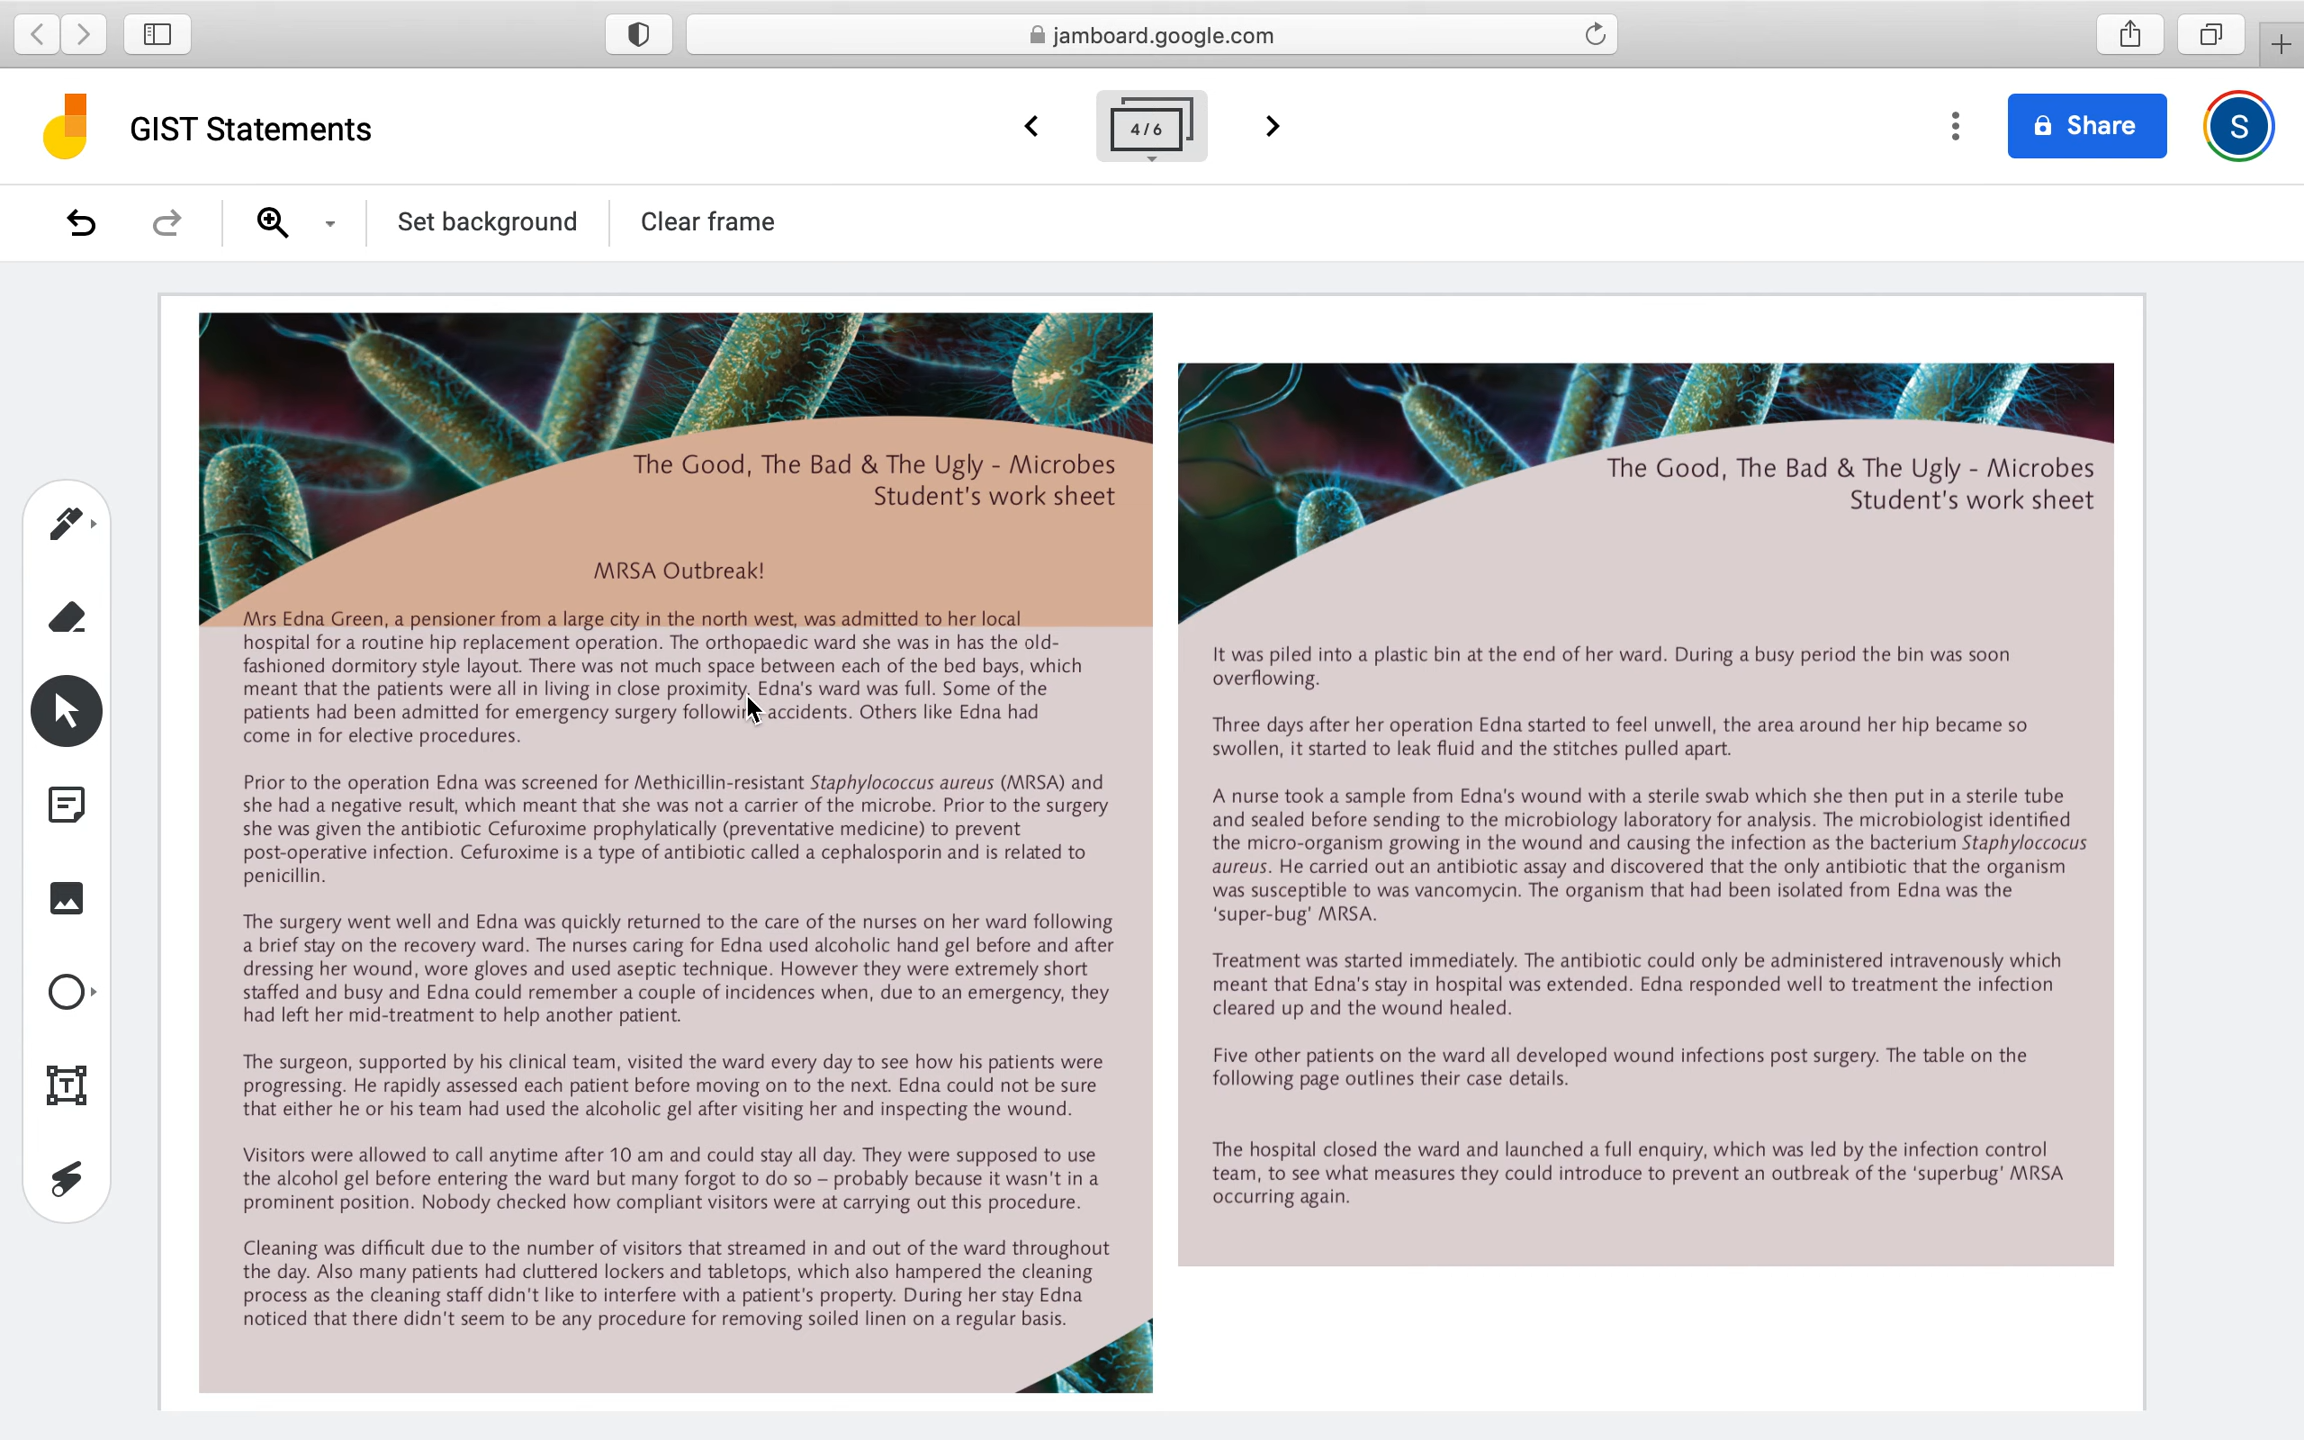 jamboard.google.com
GIST Statements
4/6
Share
S
Set background
Clear frame
The Good, The Bad & The Ugly - Microbes
Student's work sheet
MRSA Outbreak!
Mrs Edna Green, a pensioner from a large city in the north west, was admitted to her local
hospital for a routine hip replacement operation. The orthopaedic ward she was in has the old-
fashioned dormitory style layout. There was not much space between each of the bed bays, which
meant that the patients were all in living in close proximity. Edna's ward was full. Some of the
patients had been admitted for emergency surgery following accidents. Others like Edna had
come in for elective procedures.
Prior to the operation Edna was screened for Methicillin-resistant Staphylococcus aureus (MRSA) and
she had a negative result, which meant that she was not a carrier of the microbe. Prior to the surgery
she was given the antibiotic Cefuroxime prophylatically (preventative medicine) to prevent
post-operative infection. Cefuroxime is a type of antibiotic called a cephalosporin and is related to
penicillin.
The surgery went well and Edna was quickly returned to the care of the nurses on her ward following
a brief stay on the recovery ward. The nurses caring for Edna used alcoholic hand gel before and after
dressing her wound, wore gloves and used aseptic technique. However they were extremely short
staffed and busy and Edna could remember a couple of incidences when, due to an emergency, they
had left her mid-treatment to help another patient.
The surgeon, supported by his clinical team, visited the ward every day to see how his patients were
progressing. He rapidly assessed each patient before moving on to the next. Edna could not be sure
that either he or his team had used the alcoholic gel after visiting her and inspecting the wound.
Visitors were allowed to call anytime after 10 am and could stay all day. They were supposed to use
the alcohol gel before entering the ward but many forgot to do so – probably because it wasn't in a
prominent position. Nobody checked how compliant visitors were at carrying out this procedure.
Cleaning was difficult due to the number of visitors that streamed in and out of the ward throughout
the day. Also many patients had cluttered lockers and tabletops, which also hampered the cleaning
process as the cleaning staff didn't like to interfere with a patient's property. During her stay Edna
noticed that there didn't seem to be any procedure for removing soiled linen on a regular basis.
The Good, The Bad & The Ugly - Microbes
Student's work sheet
It was piled into a plastic bin at the end of her ward. During a busy period the bin was soon
overflowing.
Three days after her operation Edna started to feel unwell, the area around her hip became so
swollen, it started to leak fluid and the stitches pulled apart.
A nurse took a sample from Edna's wound with a sterile swab which she then put in a sterile tube
and sealed before sending to the microbiology laboratory for analysis. The microbiologist identified
the micro-organism growing in the wound and causing the infection as the bacterium Staphyloccocus
aureus. He carried out an antibiotic assay and discovered that the only antibiotic that the organism
was susceptible to was vancomycin. The organism that had been isolated from Edna was the
'super-bug' MRSA.
Treatment was started immediately. The antibiotic could only be administered intravenously which
meant that Edna's stay in hospital was extended. Edna responded well to treatment the infection
cleared up and the wound healed.
Five other patients on the ward all developed wound infections post surgery. The table on the
following page outlines their case details.
The hospital closed the ward and launched a full enquiry, which was led by the infection control
team, to see what measures they could introduce to prevent an outbreak of the 'superbug' MRSA
occurring again.